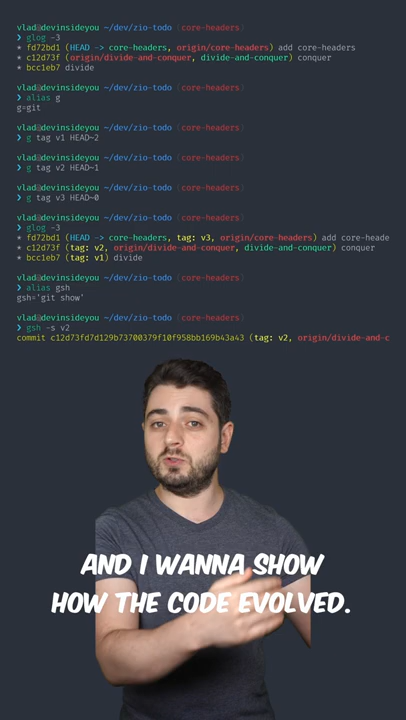 vlad@devinsideyou ~/dev/zio-todo (core-headers)
❯ glog -3
* fd72bd1 (HEAD -> core-headers, origin/core-headers) add core-headers
* c12d73f (origin/divide-and-conquer, divide-and-conquer) conquer
* bcc1eb7 divide
vlad@devinsideyou ~/dev/zio-todo (core-headers)
❯ alias g
g=git
vlad@devinsideyou ~/dev/zio-todo (core-headers)
❯ g tag v1 HEAD~2
vlad@devinsideyou ~/dev/zio-todo (core-headers)
❯ g tag v2 HEAD~1
vlad@devinsideyou ~/dev/zio-todo (core-headers)
❯ g tag v3 HEAD~0
vlad@devinsideyou ~/dev/zio-todo (core-headers)
❯ glog -3
* fd72bd1 (HEAD -> core-headers, tag: v3, origin/core-headers) add core-heade
* c12d73f (tag: v2, origin/divide-and-conquer, divide-and-conquer) conquer
* bcc1eb7 (tag: v1) divide
vlad@devinsideyou ~/dev/zio-todo (core-headers)
❯ alias gsh
gsh='git show'
vlad@devinsideyou ~/dev/zio-todo (core-headers)
❯ gsh -s v2
commit c12d73fd7d129b73700379f10f958bb169b43a43 (tag: v2, origin/divide-and-c
AND I WANNA SHOW
HOW THE CODE EVOLVED.